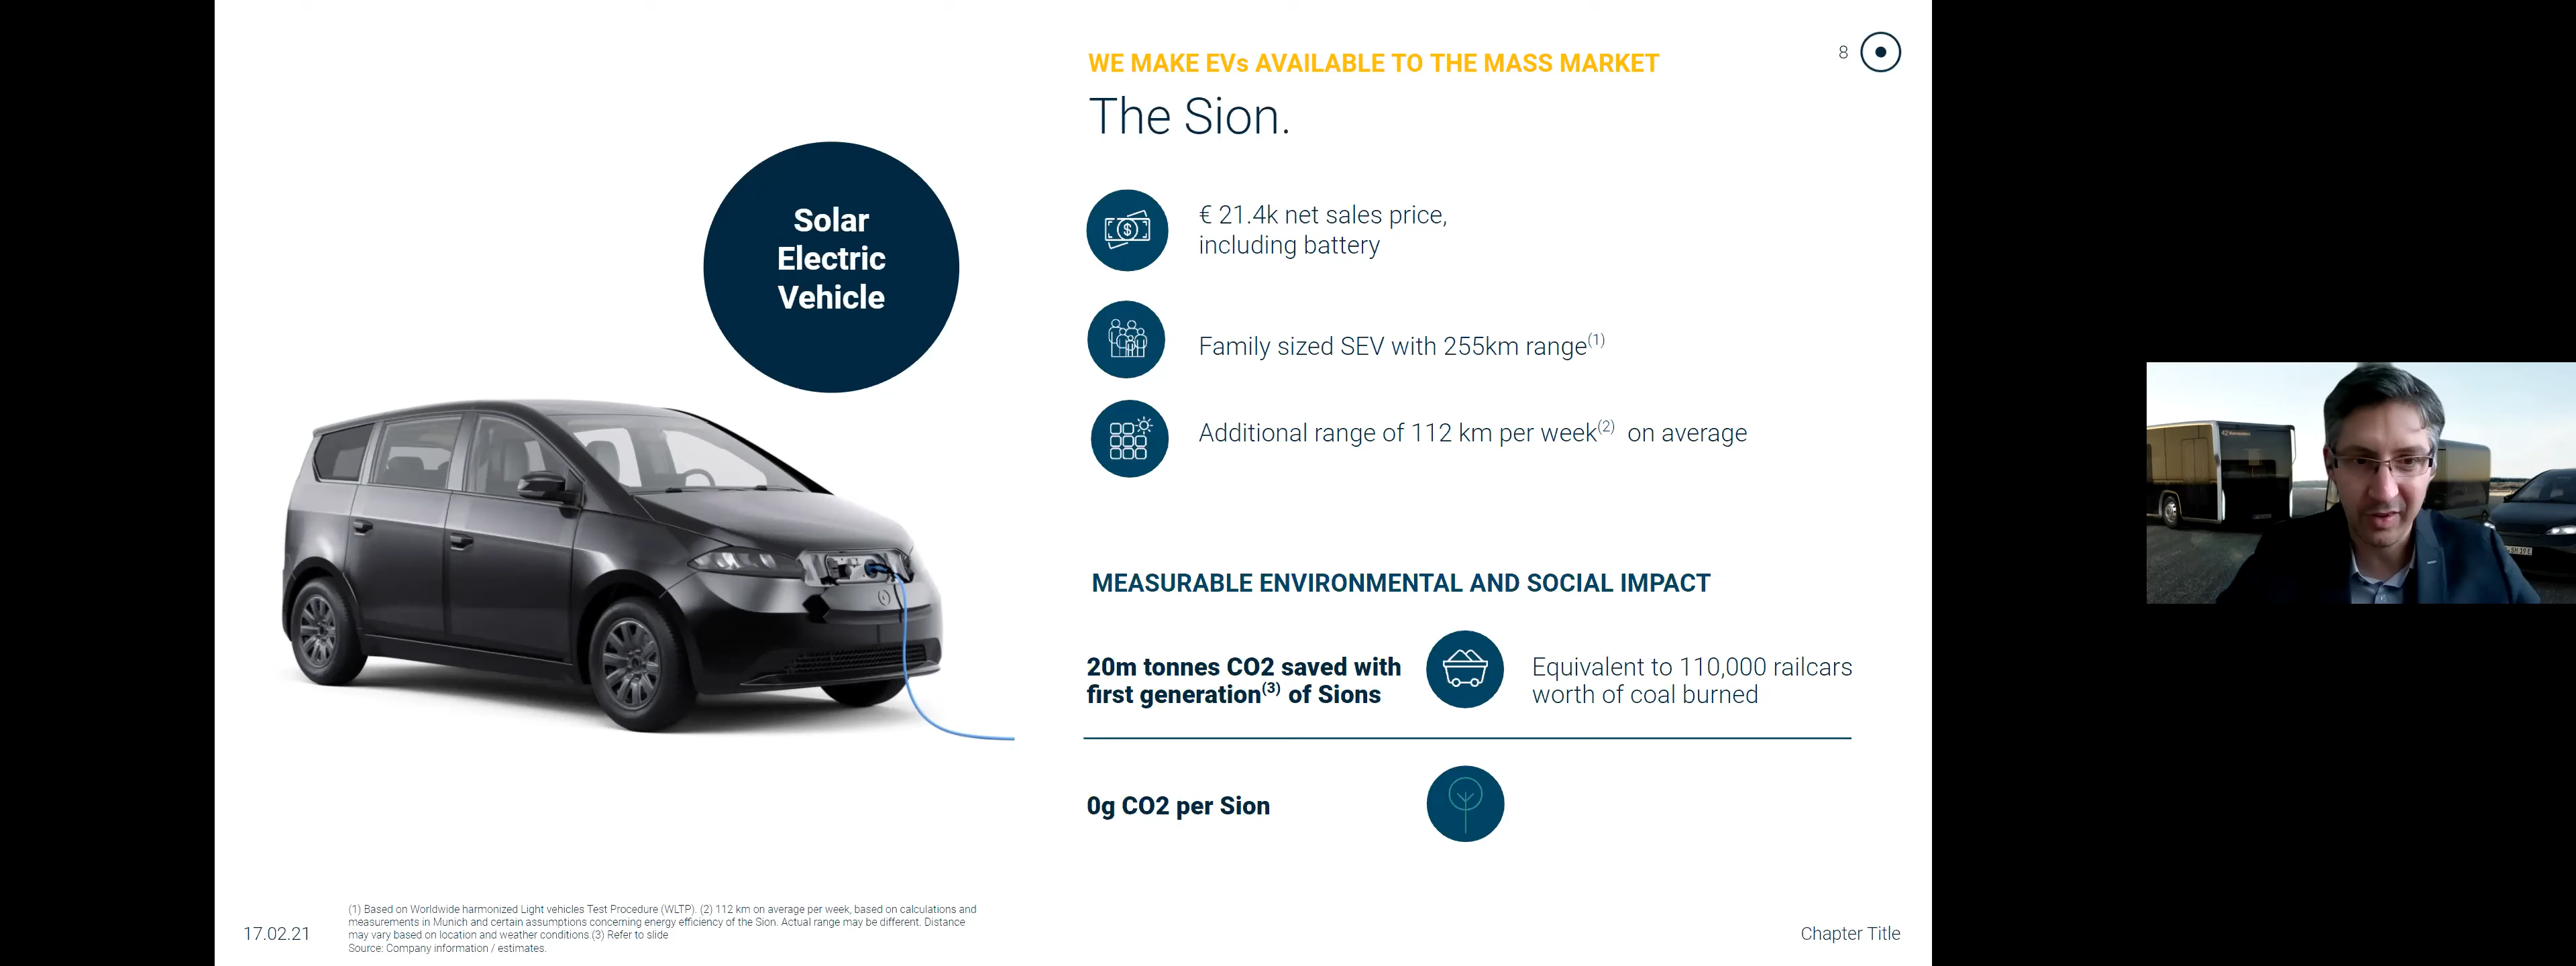 WE MAKE EVs AVAILABLE TO THE MASS MARKET
8
The Sion.
Solar
Electric
Vehicle
€ 21.4k net sales price,
including battery
Family sized SEV with 255km range(1)
Additional range of 112 km per week(2) on average
MEASURABLE ENVIRONMENTAL AND SOCIAL IMPACT
20m tonnes CO2 saved with
first generation(3) of Sions
Equivalent to 110,000 railcars
worth of coal burned
0g CO2 per Sion
17.02.21
(1) Based on Worldwide harmonized Light vehicles Test Procedure (WLTP). (2) 112 km on average per week, based on calculations and
measurements in Munich and certain assumptions concerning energy efficiency of the Sion. Actual range may be different. Distance
may vary based on location and weather conditions.(3) Refer to slide
Source: Company information / estimates.
Chapter Title